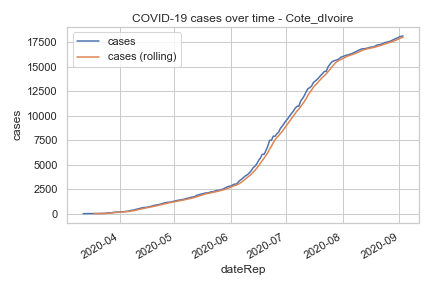 COVID-19 cases over time - Cote_dIvoire
cases
cases (rolling)
17500
15000
12500
10000
7500
5000
2500
0
cases
2020-04
2020-05
2020-06
2020-07
2020-08
2020-09
dateRep